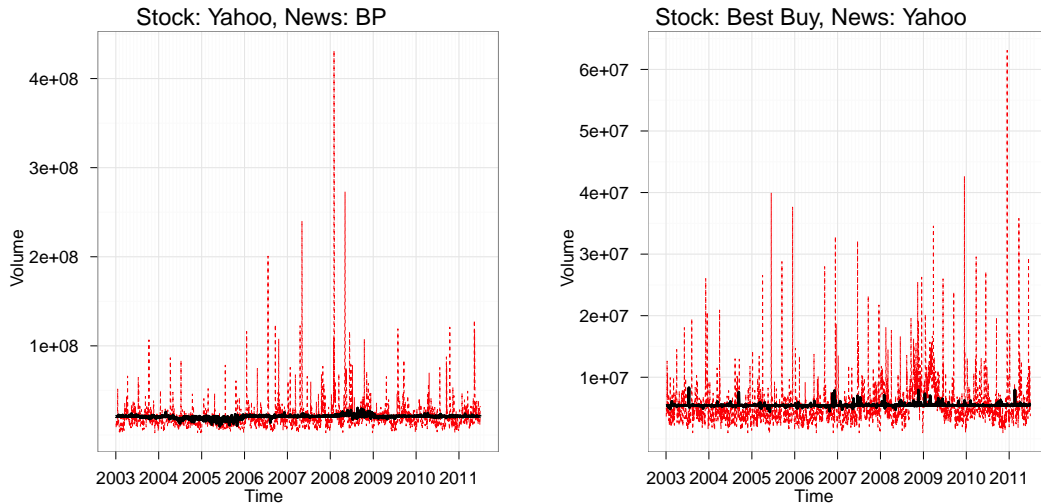 Stock: Yahoo, News: BP
Volume
4e+08
3e+08
2e+08
1e+08
2003 2004 2005 2006 2007 2008 2009 2010 2011
Time
Stock: Best Buy, News: Yahoo
Volume
6e+07
5e+07
4e+07
3e+07
2e+07
1e+07
2003 2004 2005 2006 2007 2008 2009 2010 2011
Time